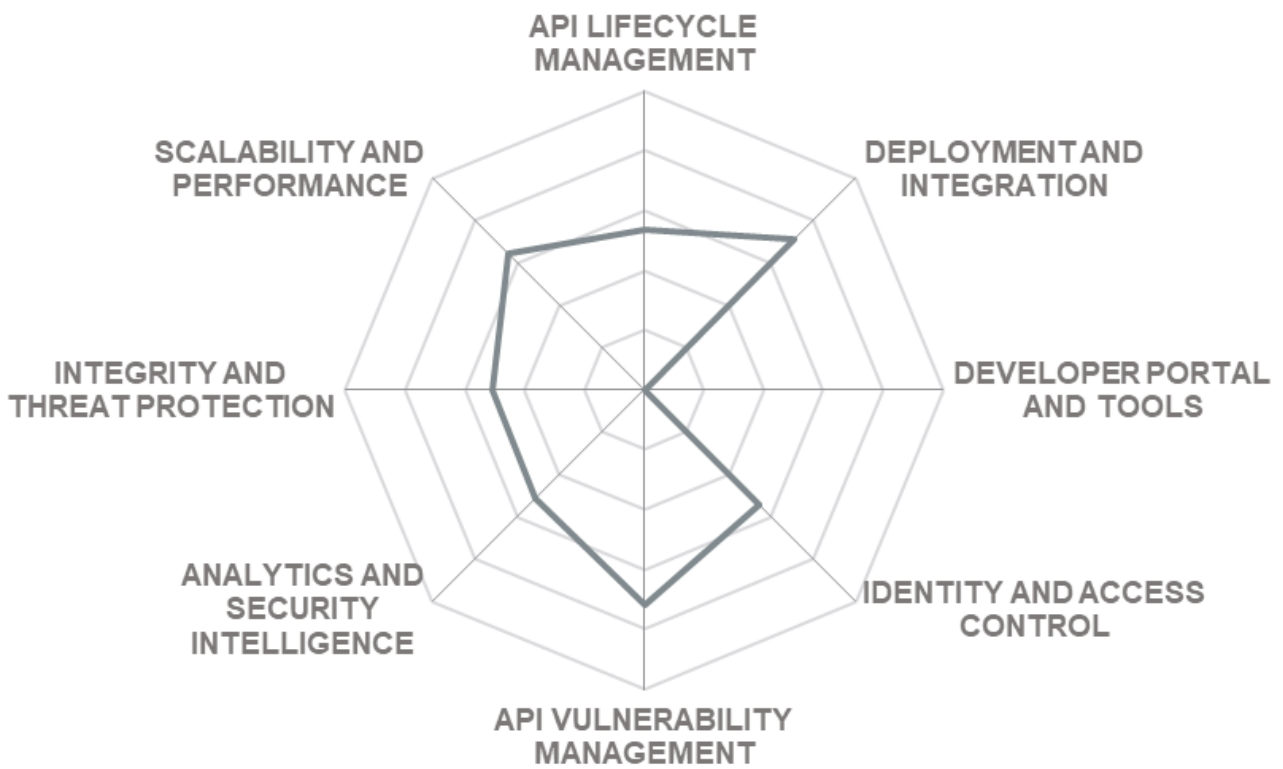 API LIFECYCLE
MANAGEMENT
DEPLOYMENT AND
INTEGRATION
DEVELOPER PORTAL
AND TOOLS
IDENTITY AND ACCESS
CONTROL
API VULNERABILITY
MANAGEMENT
ANALYTICS AND
SECURITY
INTELLIGENCE
INTEGRITY AND
THREAT PROTECTION
SCALABILITY AND
PERFORMANCE